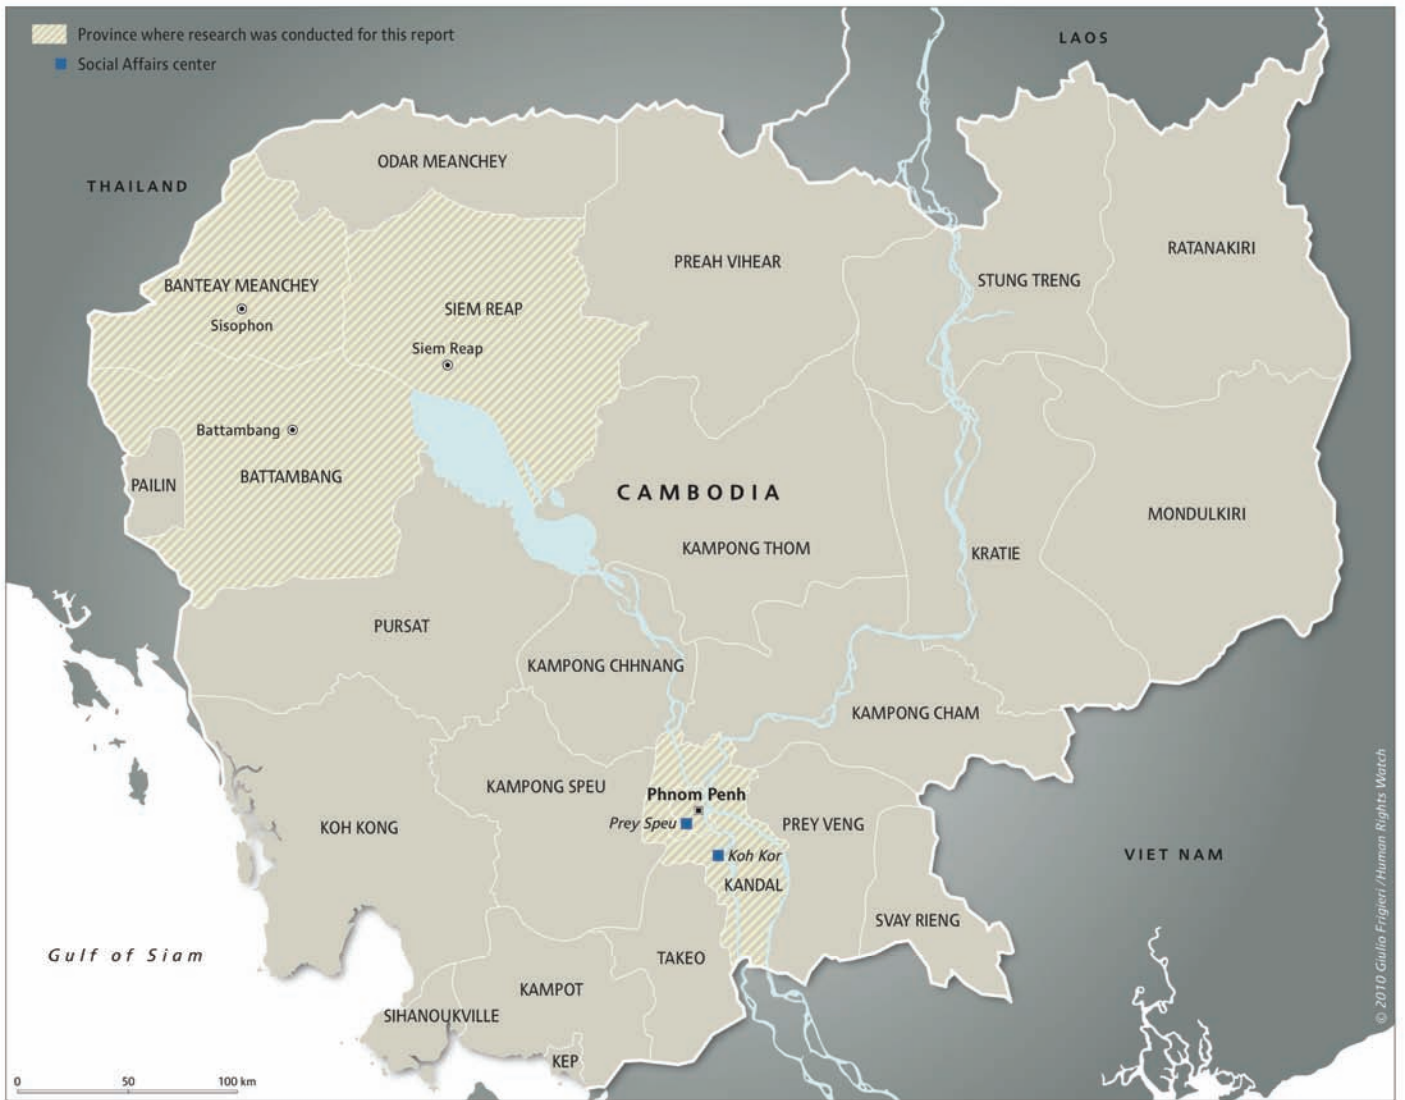 Province where research was conducted for this report
Social Affairs center
LAOS
THAILAND
ODAR MEANCHEY
PREAH VIHEAR
STUNG TRENG
RATANAKIRI
BANTEAY MEANCHEY
Sisophon
SIEM REAP
Siem Reap
Battambang
BATTAMBANG
PAILIN
CAMBODIA
KAMPONG THOM
KRATIE
MONDULKIRI
PURSAT
KAMPONG CHHNANG
KAMPONG CHAM
KAMPONG SPEU
Phnom Penh
Prey Speu
PREY VENG
KOH KONG
Koh Kor
KANDAL
VIET NAM
SVAY RIENG
Gulf of Siam
TAKEO
KAMPOT
SIHANOUKVILLE
KEP
0 50 100 km
© 2010 Giulio Frigieri /Human Rights Watch